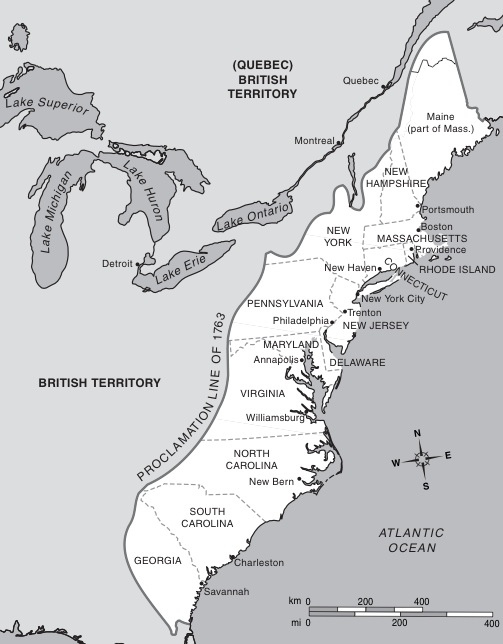 (QUEBEC)
BRITISH
TERRITORY
Quebec
Lake Superior
Maine
(part of Mass.)
Montreal
Lake Michigan
Lake Huron
NEW
HAMPSHIRE
Lake Ontario
Portsmouth
Boston
NEW
YORK
MASSACHUSETTS
Providence
Detroit
Lake Erie
New Haven
RHODE ISLAND
CONNECTICUT
PENNSYLVANIA
New York City
Trenton
Philadelphia
NEW JERSEY
PROCLAMATION LINE OF 1763
MARYLAND
Annapolis
DELAWARE
BRITISH TERRITORY
VIRGINIA
Williamsburg
N
W
E
S
NORTH
CAROLINA
New Bern
SOUTH
CAROLINA
ATLANTIC
OCEAN
GEORGIA
Charleston
Savannah
km 0 200 400
mi 0 200 400